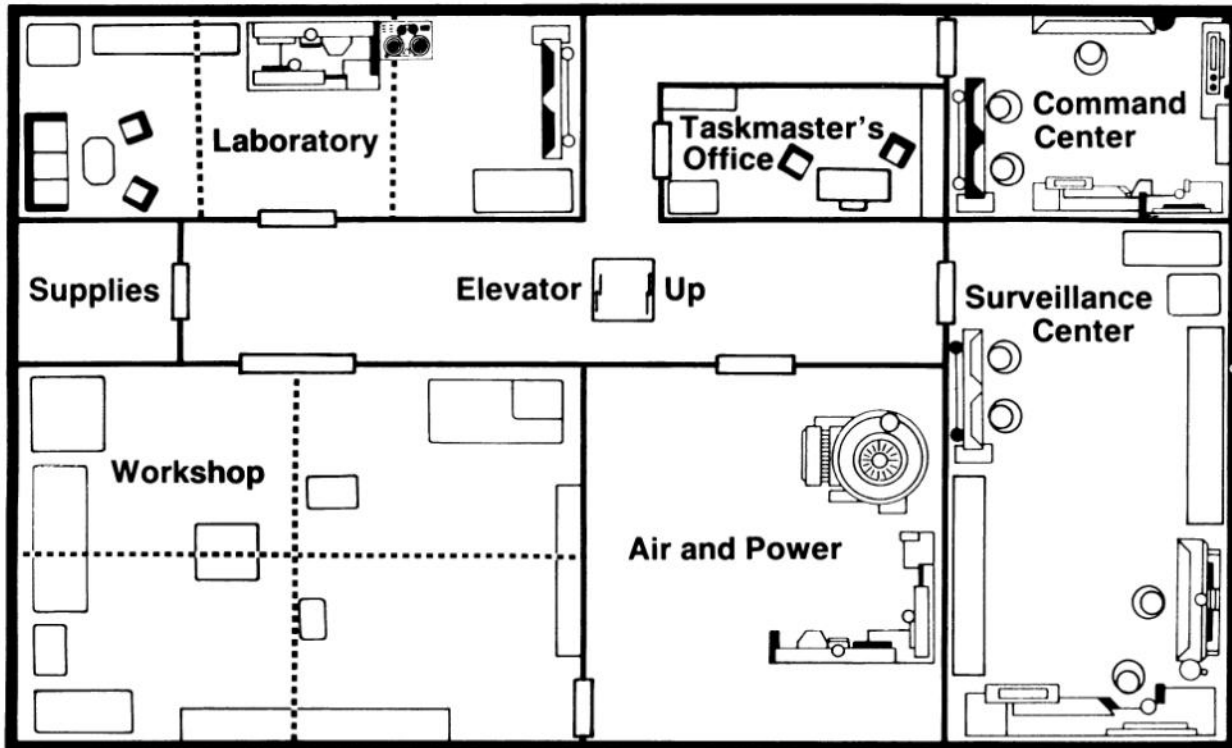 Laboratory
Taskmaster's
Office
Command
Center
Supplies
Elevator
Up
Surveillance
Center
Workshop
Air and Power